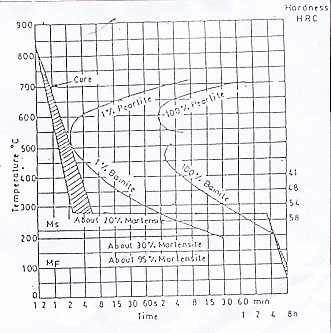 Hardness
HRC
900
800
700
600
500
400
300
200
100
0
Temperature °C
Core
1% Pearlite
100% Pearlite
1% Bainite
100% Bainite
41
48
54
58
Ms
About 20% Martensite
About 30% Martensite
MF
About 95% Martensite
1 2 1 2 4 8 15 30 60s 2 4 8 15 30 60 min
1 2 4 8h
Time